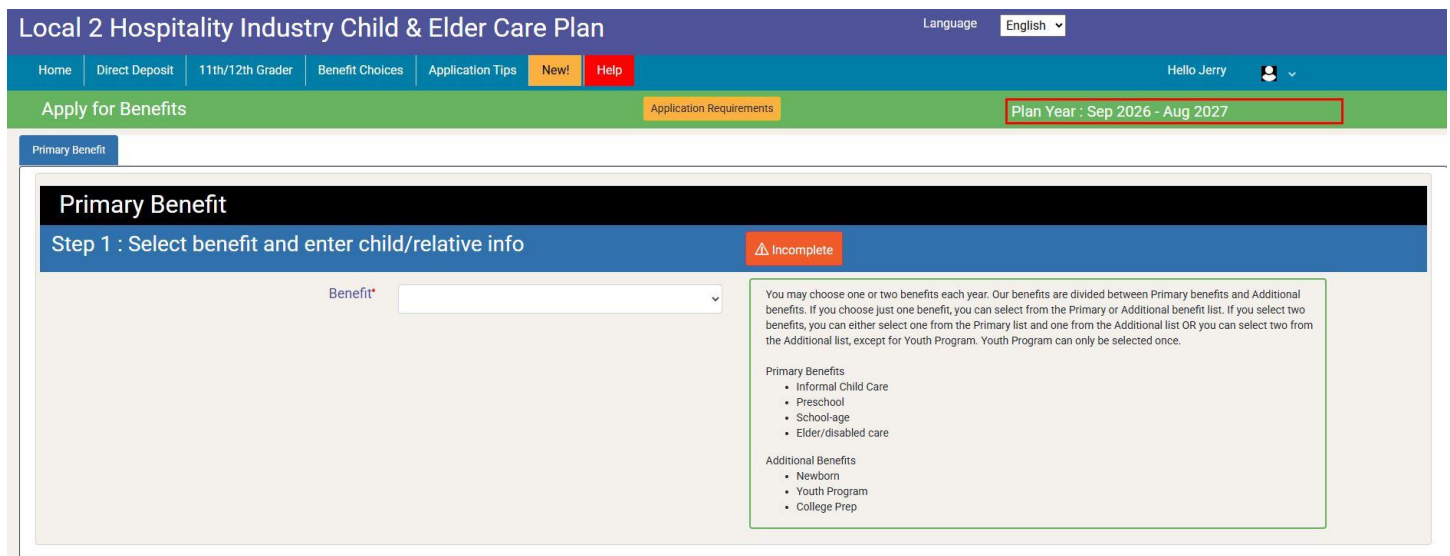 Local 2 Hospitality Industry Child & Elder Care Plan
Language English
Home Direct Deposit 11th/12th Grader Benefit Choices Application Tips New! Help Hello Jerry
Apply for Benefits Application Requirements Plan Year : Sep 2026 - Aug 2027
Primary Benefit
Primary Benefit
Step 1 : Select benefit and enter child/relative info Incomplete
Benefit*
You may choose one or two benefits each year. Our benefits are divided between Primary benefits and Additional
benefits. If you choose just one benefit, you can select from the Primary or Additional benefit list. If you select two
benefits, you can either select one from the Primary list and one from the Additional list OR you can select two from
the Additional list, except for Youth Program. Youth Program can only be selected once.
Primary Benefits
• Informal Child Care
• Preschool
• School-age
• Elder/disabled care
Additional Benefits
• Newborn
• Youth Program
• College Prep